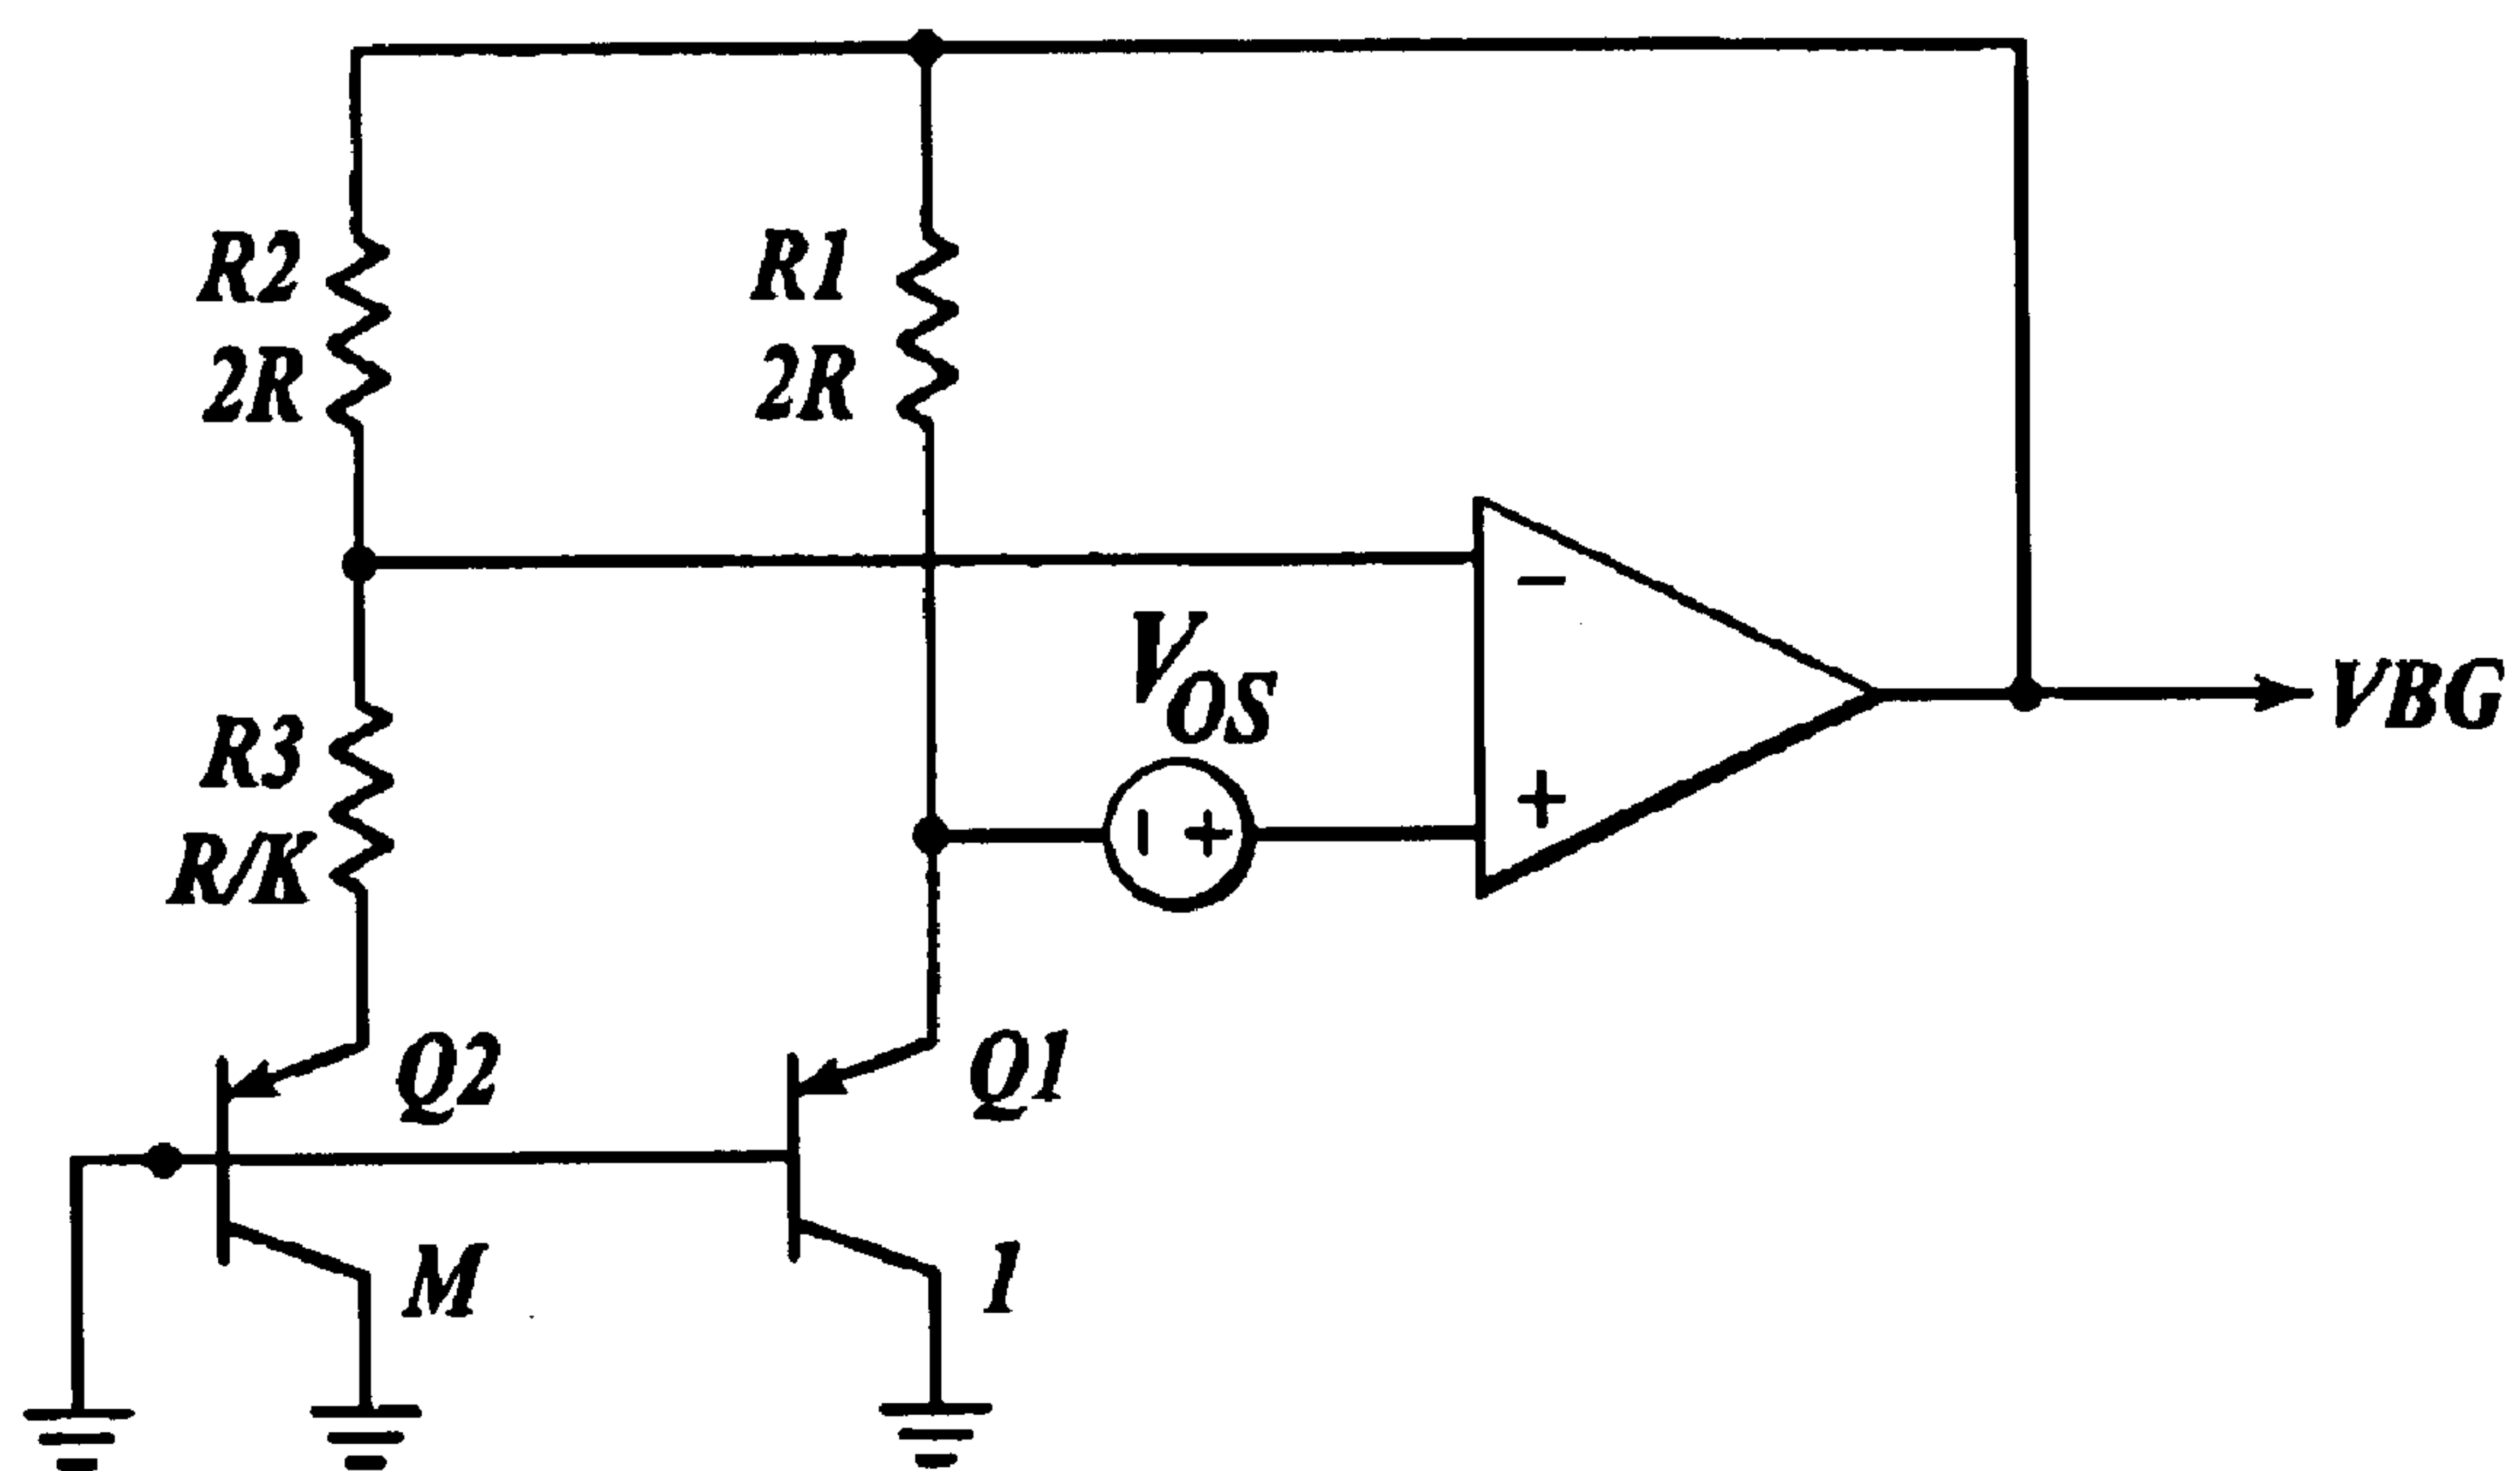 R2
2R
R1
2R
−
V_OS
VBG
R3
R/K
+
− +
Q2
Q1
M
1